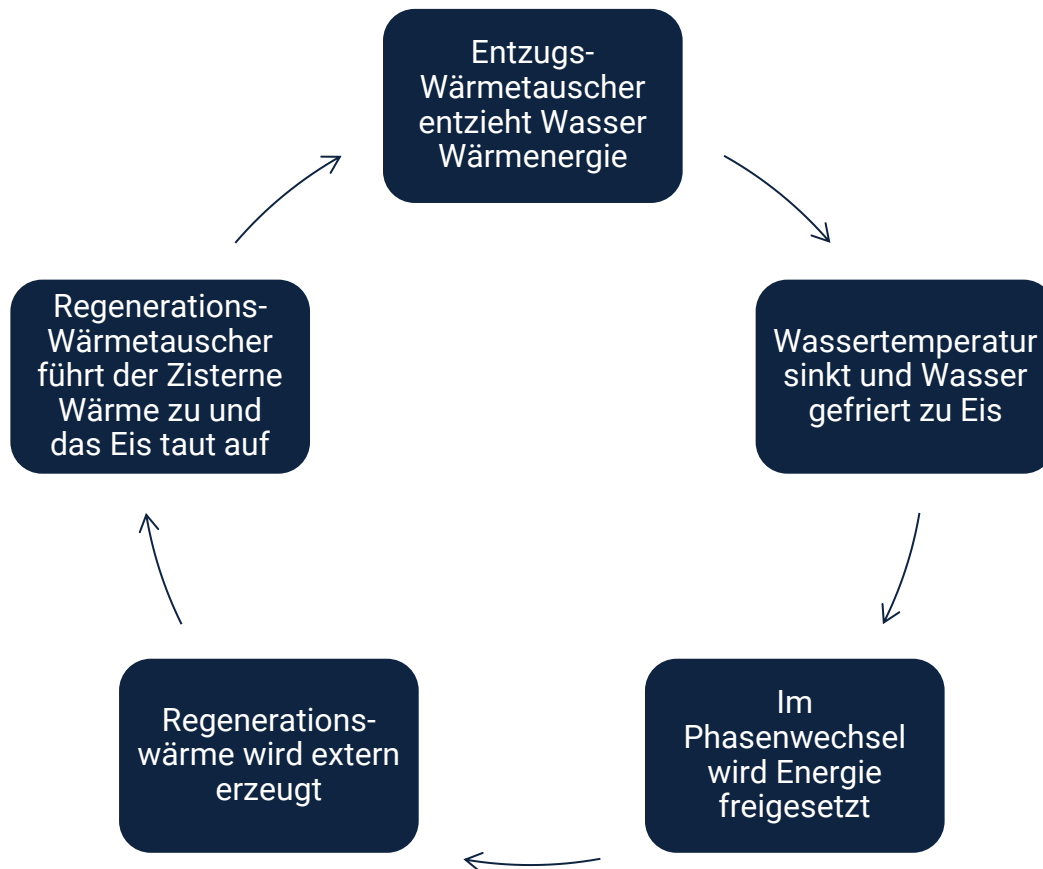 Entzugs-
Wärmetauscher
entzieht Wasser
Wärmenergie
Wassertemperatur
sinkt und Wasser
gefriert zu Eis
Im
Phasenwechsel
wird Energie
freigesetzt
Regenerations-
wärme wird extern
erzeugt
Regenerations-
Wärmetauscher
führt der Zisterne
Wärme zu und
das Eis taut auf